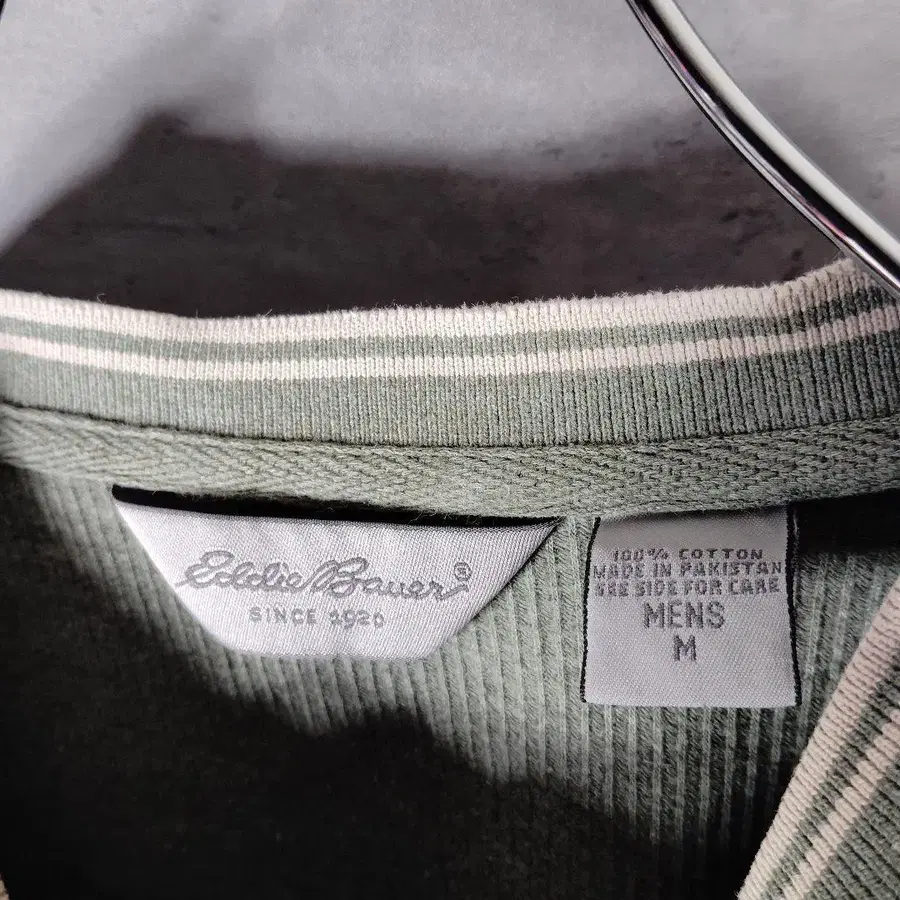 Eddie Bauer®
SINCE 1920
100% COTTON
MADE IN PAKISTAN
SEE SIDE FOR CARE
MENS
M